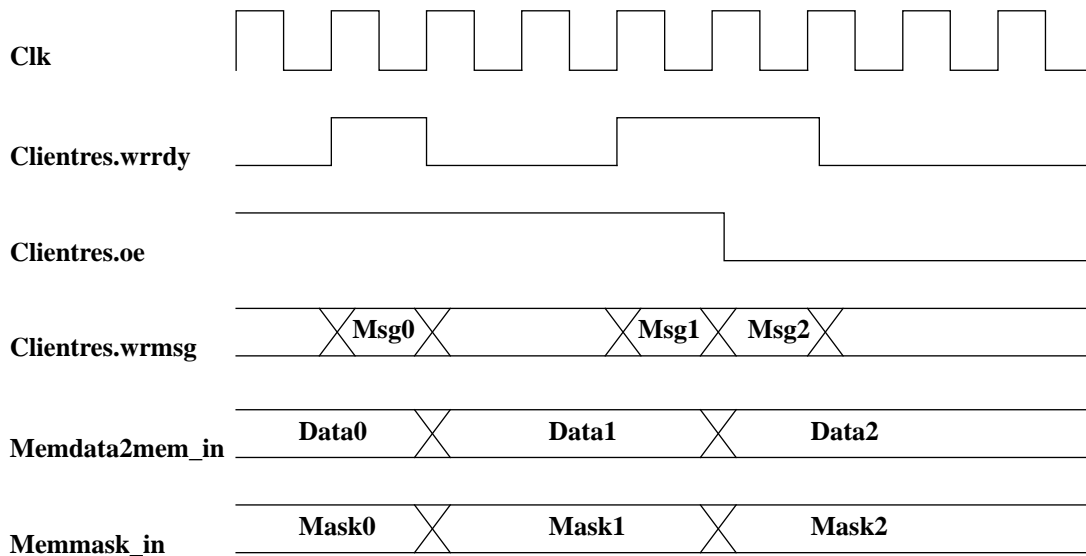 Clk
Clientres.wrrdy
Clientres.oe
Clientres.wrmsg Msg0 Msg1 Msg2
Memdata2mem_in Data0 Data1 Data2
Memmask_in Mask0 Mask1 Mask2